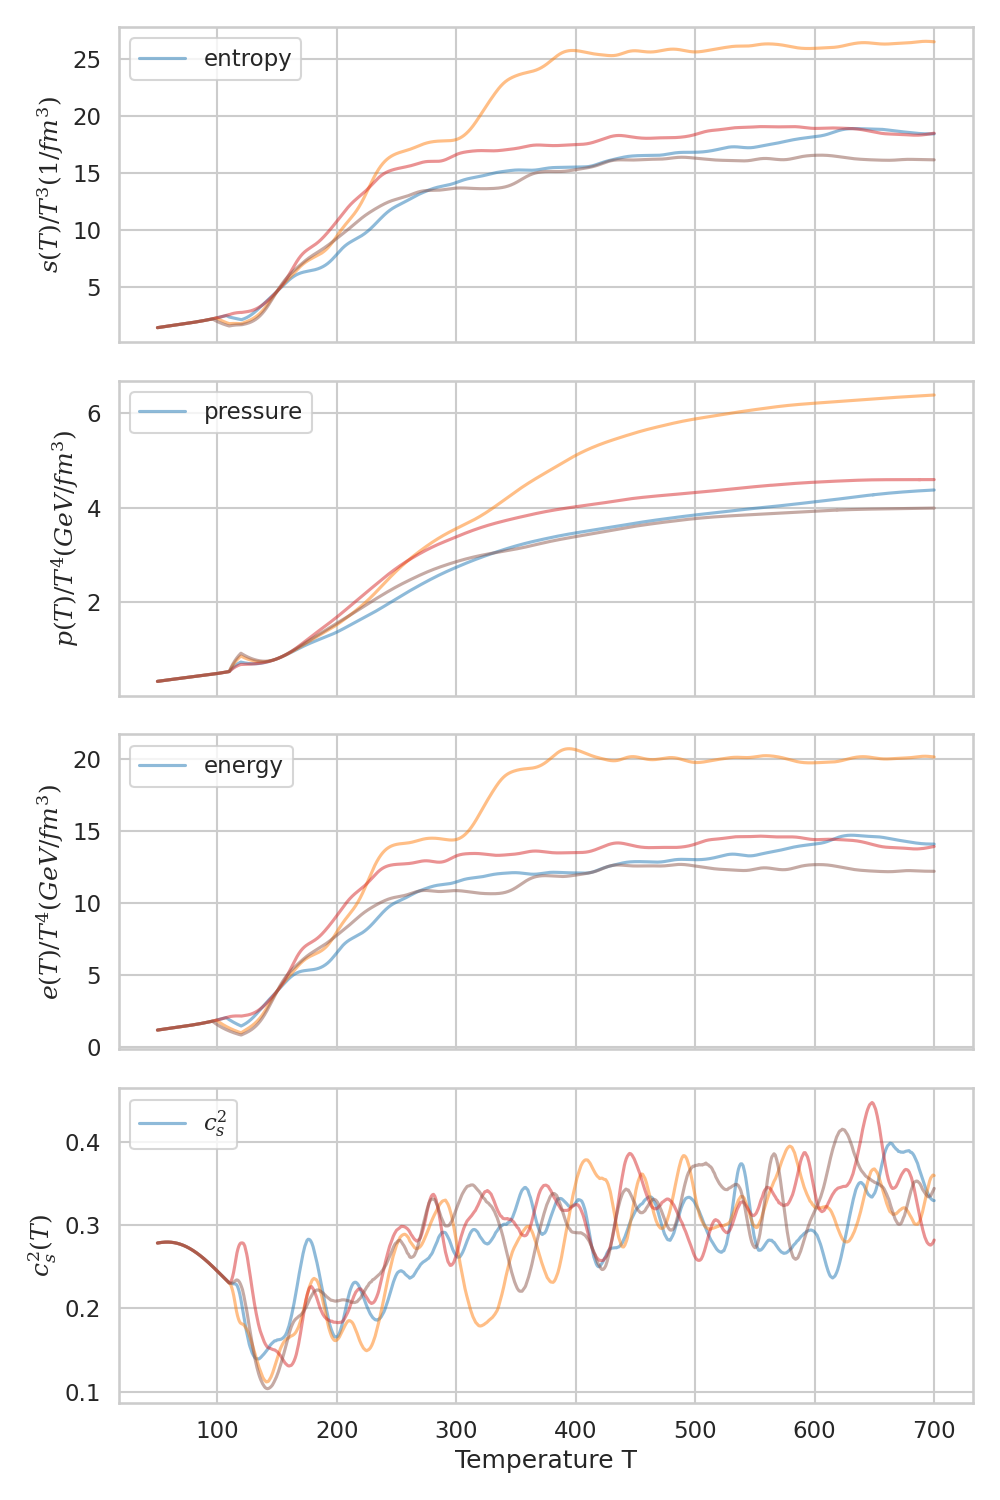 entropy
25
20
15
10
5
s(T)/T³(1/fm³)
pressure
6
4
2
p(T)/T⁴(GeV/fm³)
energy
20
15
10
5
0
e(T)/T⁴(GeV/fm³)
cₛ²
0.4
0.3
0.2
0.1
cₛ²(T)
100 200 300 400 500 600 700
Temperature T